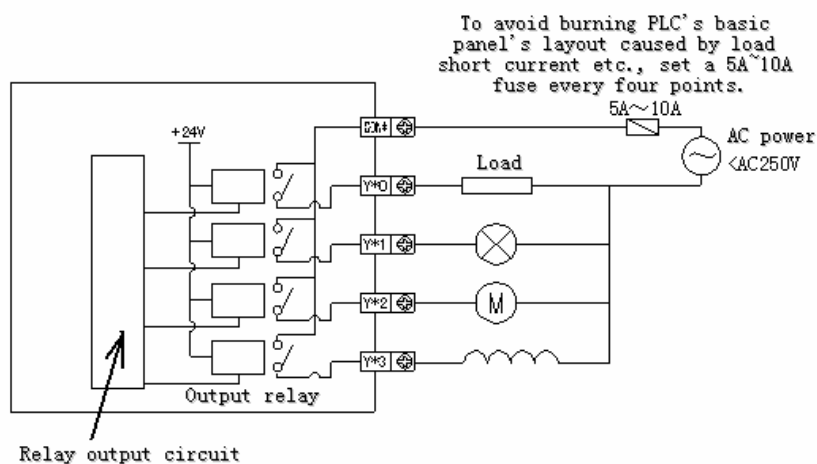 To avoid burning PLC's basic
panel's layout caused by load
short current etc., set a 5A~10A
fuse every four points.
5A～10A
COM#
AC power
<AC250V
+24V
Load
Y*0
Y*1
Y*2
M
Y*3
Output relay
Relay output circuit